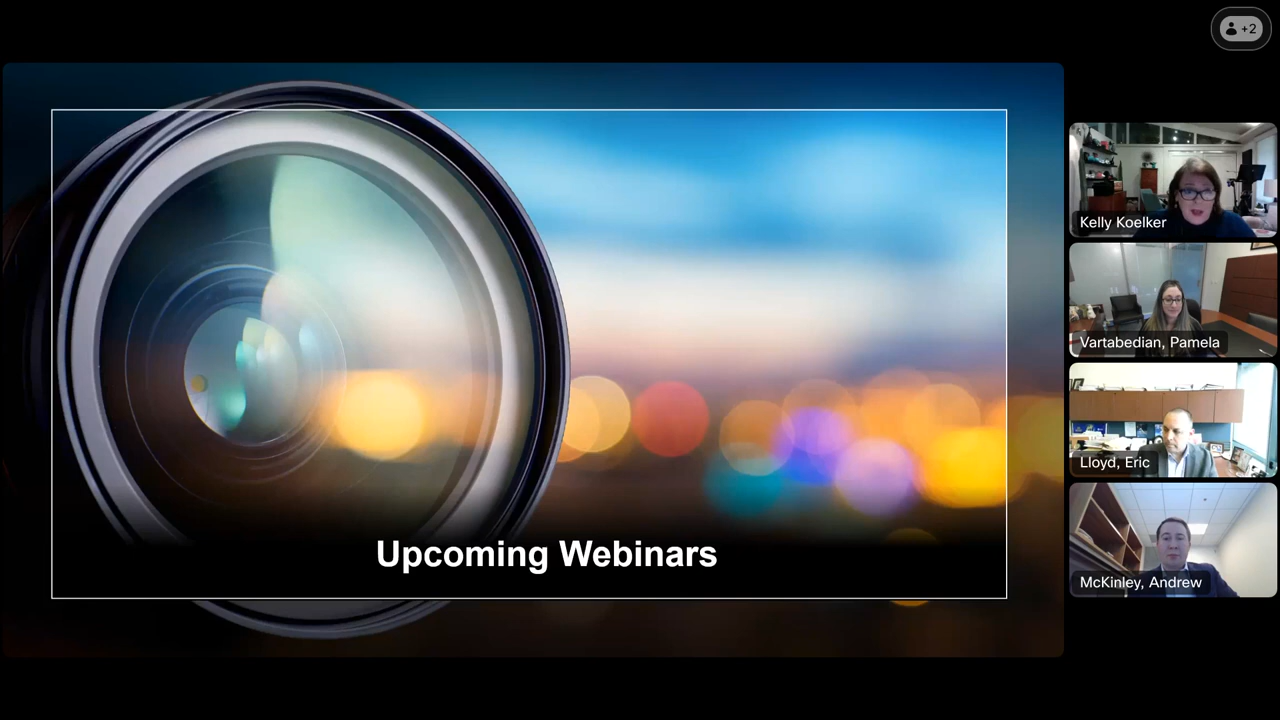 +2
Upcoming Webinars
Kelly Koelker
Vartabedian, Pamela
Lloyd, Eric
McKinley, Andrew